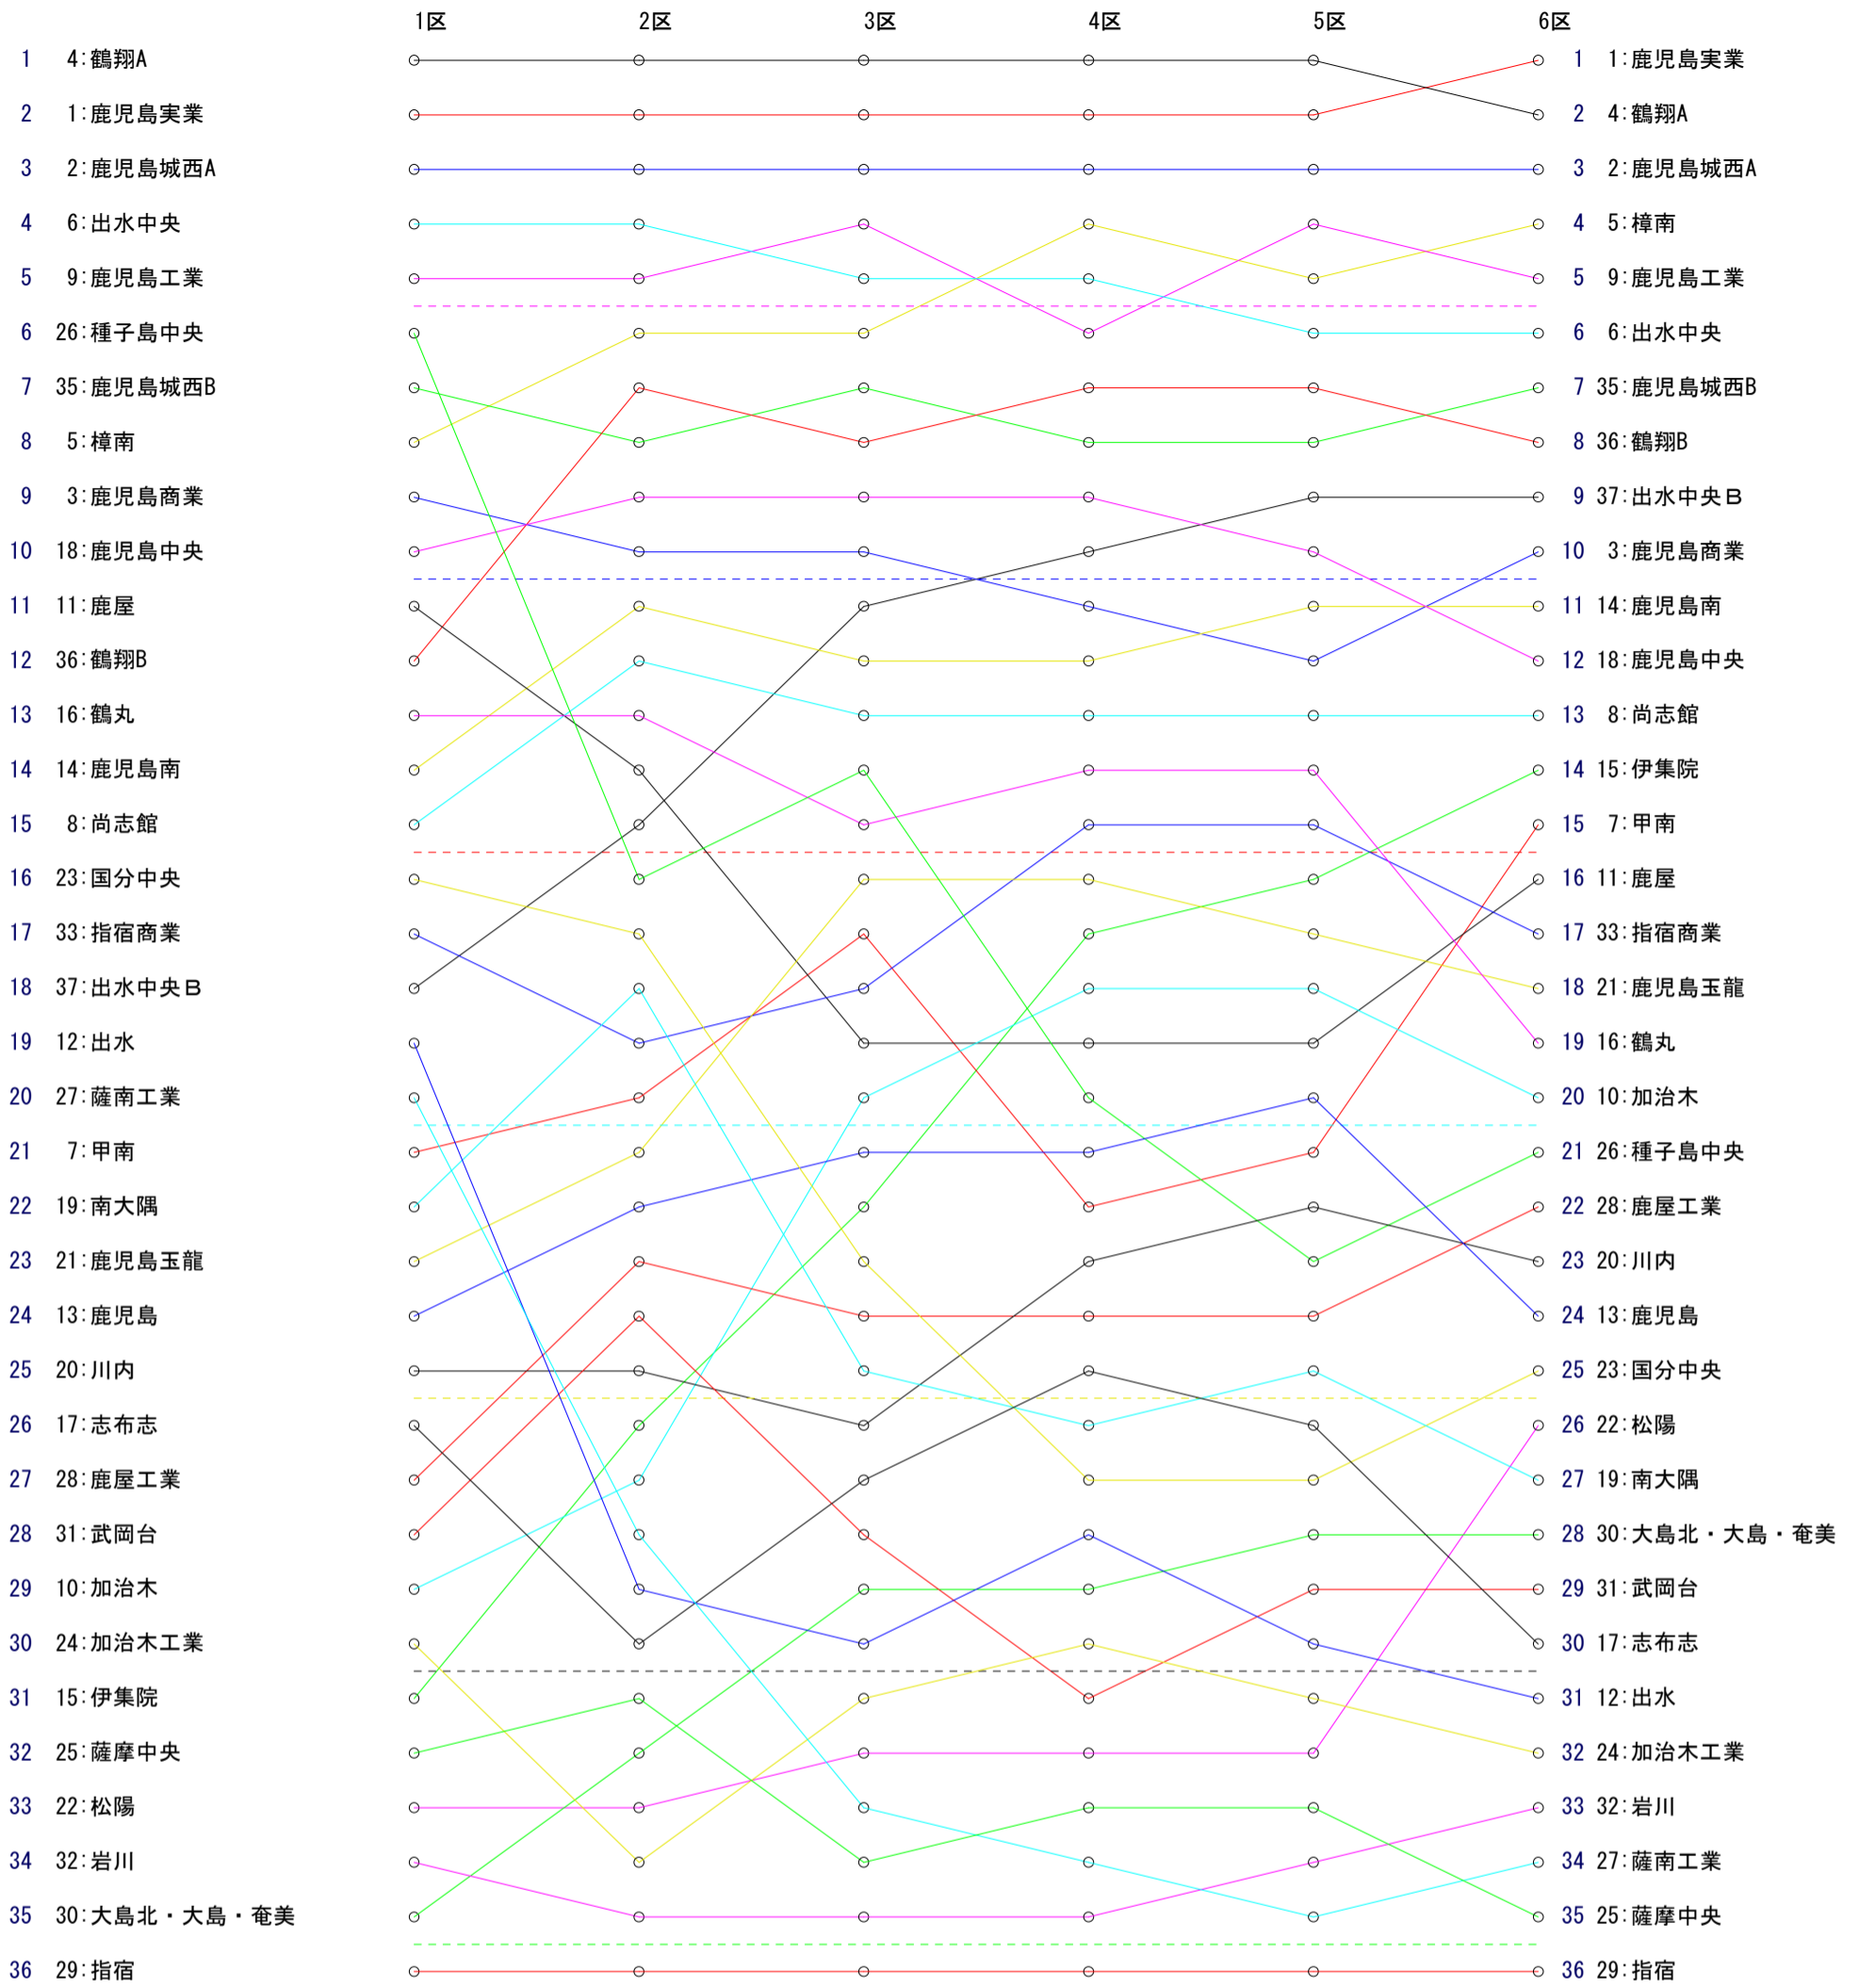 1区 2区 3区 4区 5区 6区
1 4:鶴翔A 1 1:鹿児島実業
2 1:鹿児島実業 2 4:鶴翔A
3 2:鹿児島城西A 3 2:鹿児島城西A
4 6:出水中央 4 5:樟南
5 9:鹿児島工業 5 9:鹿児島工業
6 26:種子島中央 6 6:出水中央
7 35:鹿児島城西B 7 35:鹿児島城西B
8 5:樟南 8 36:鶴翔B
9 3:鹿児島商業 9 37:出水中央Ｂ
10 18:鹿児島中央 10 3:鹿児島商業
11 11:鹿屋 11 14:鹿児島南
12 36:鶴翔B 12 18:鹿児島中央
13 16:鶴丸 13 8:尚志館
14 14:鹿児島南 14 15:伊集院
15 8:尚志館 15 7:甲南
16 23:国分中央 16 11:鹿屋
17 33:指宿商業 17 33:指宿商業
18 37:出水中央Ｂ 18 21:鹿児島玉龍
19 12:出水 19 16:鶴丸
20 27:薩南工業 20 10:加治木
21 7:甲南 21 26:種子島中央
22 19:南大隅 22 28:鹿屋工業
23 21:鹿児島玉龍 23 20:川内
24 13:鹿児島 24 13:鹿児島
25 20:川内 25 23:国分中央
26 17:志布志 26 22:松陽
27 28:鹿屋工業 27 19:南大隅
28 31:武岡台 28 30:大島北・大島・奄美
29 10:加治木 29 31:武岡台
30 24:加治木工業 30 17:志布志
31 15:伊集院 31 12:出水
32 25:薩摩中央 32 24:加治木工業
33 22:松陽 33 32:岩川
34 32:岩川 34 27:薩南工業
35 30:大島北・大島・奄美 35 25:薩摩中央
36 29:指宿 36 29:指宿